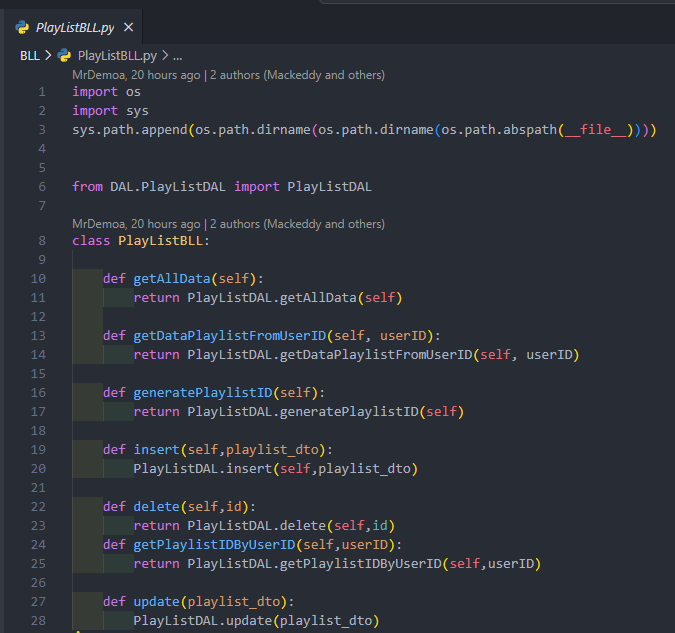 PlayListBLL.py ×
BLL > PlayListBLL.py > ...
MrDemoa, 20 hours ago | 2 authors (Mackeddy and others)
1 import os
2 import sys
3 sys.path.append(os.path.dirname(os.path.dirname(os.path.abspath(__file__))))
4
5
6 from DAL.PlayListDAL import PlayListDAL
7
MrDemoa, 20 hours ago | 2 authors (Mackeddy and others)
8 class PlayListBLL:
9
10     def getAllData(self):
11         return PlayListDAL.getAllData(self)
12
13     def getDataPlaylistFromUserID(self, userID):
14         return PlayListDAL.getDataPlaylistFromUserID(self, userID)
15
16     def generatePlaylistID(self):
17         return PlayListDAL.generatePlaylistID(self)
18
19     def insert(self,playlist_dto):
20         PlayListDAL.insert(self,playlist_dto)
21
22     def delete(self,id):
23         return PlayListDAL.delete(self,id)
24     def getPlaylistIDByUserID(self,userID):
25         return PlayListDAL.getPlaylistIDByUserID(self,userID)
26
27     def update(playlist_dto):
28         PlayListDAL.update(playlist_dto)